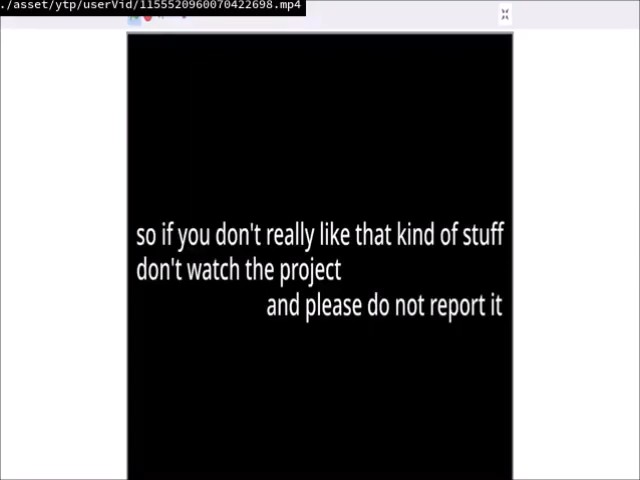 ./asset/ytp/userVid/1155520960070422698.mp4
so if you don't really like that kind of stuff
don't watch the project
and please do not report it